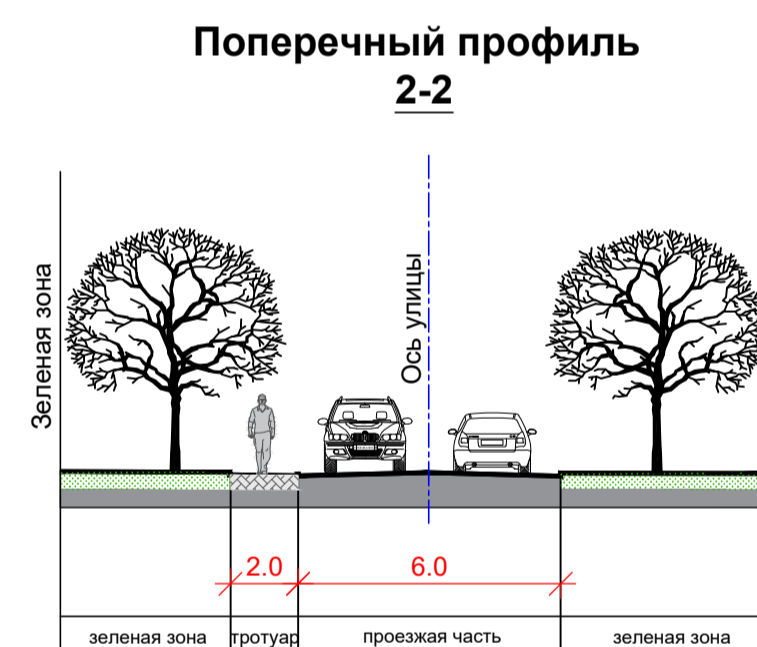 Поперечный профиль
2-2
Зеленая зона
Ось улицы
2.0
6.0
зеленая зона
тротуар
проезжая часть
зеленая зона